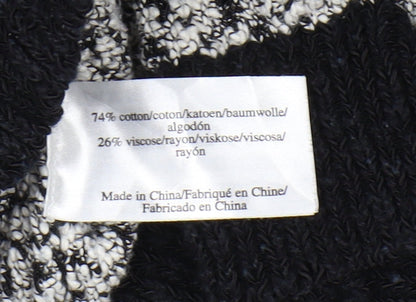 74% cotton/coton/katoen/baumwolle/
algodón
26% viscose/rayon/viskose/viscosa/
rayón
Made in China/Fabriqué en Chine/
Fabricado en China